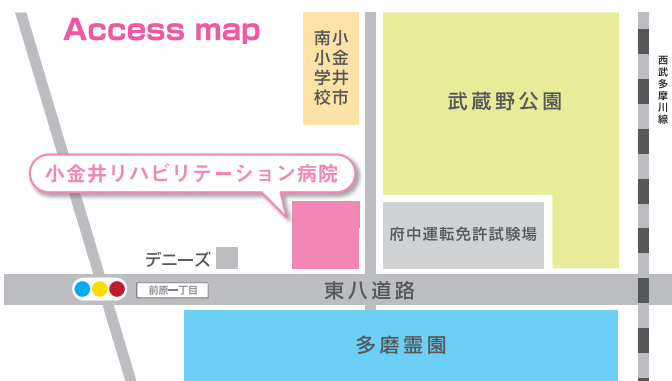 Access map
小金井市
南小学校
武蔵野公園
西武多摩川線
小金井リハビリテーション病院
府中運転免許試験場
デニーズ
前原一丁目
東八道路
多磨霊園